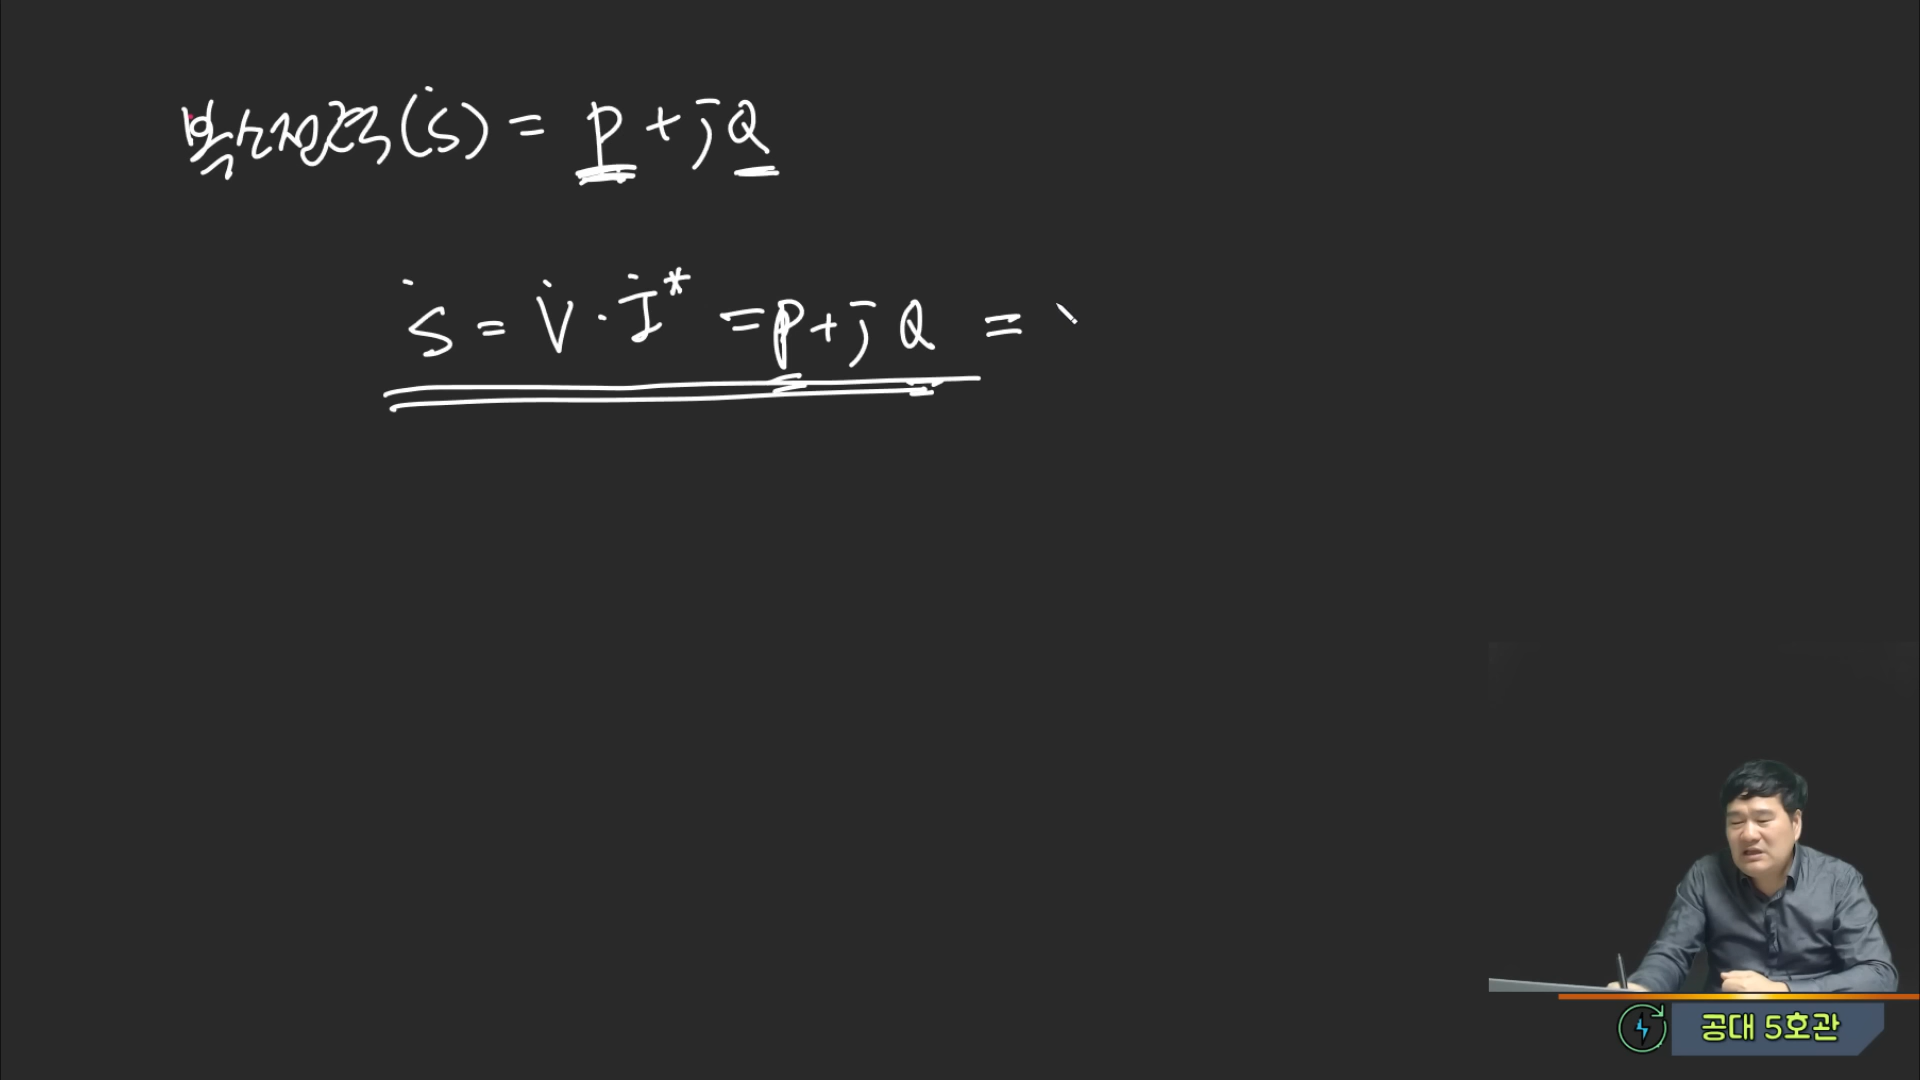 복소전력(Ṡ) = P + jQ
Ṡ = V̇ · İ* = P + jQ =
공대 5호관